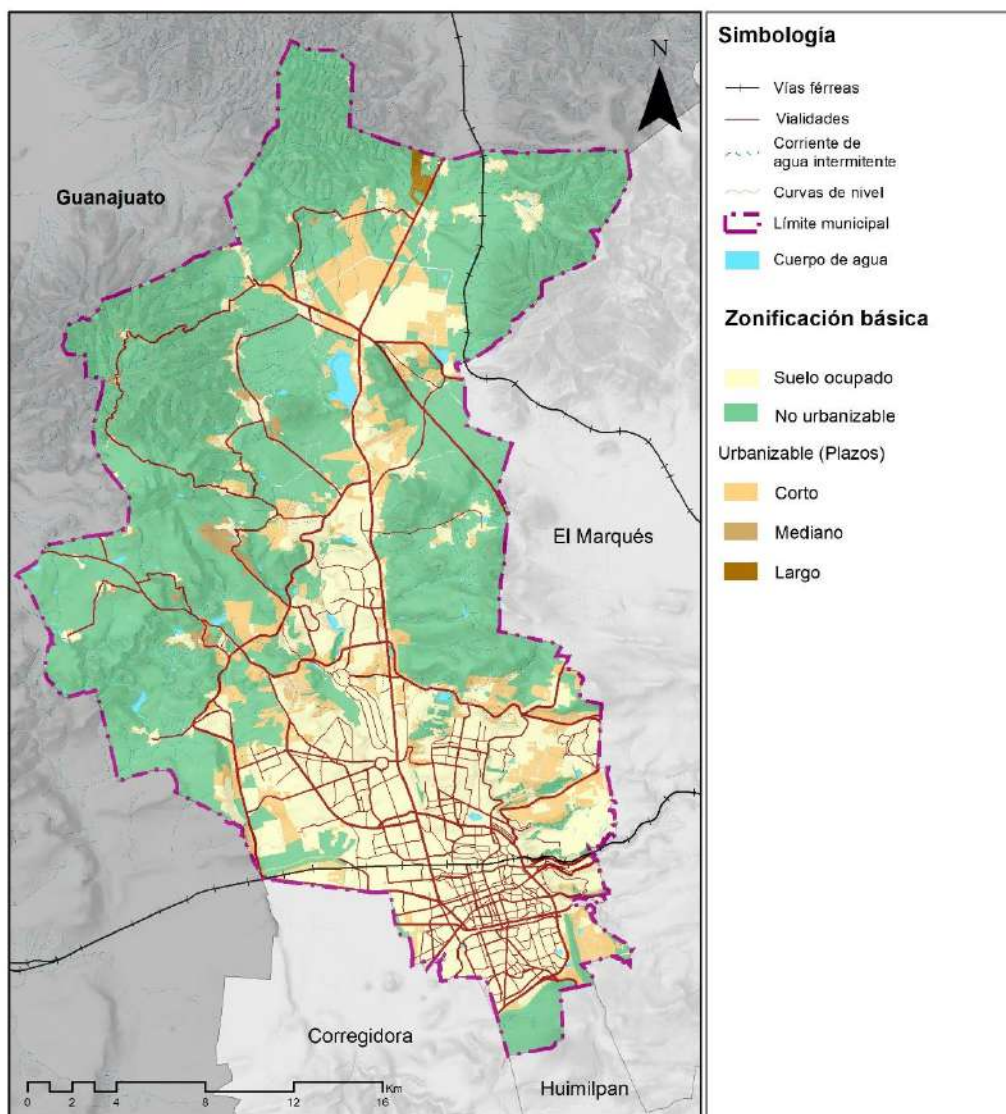 Guanajuato
El Marqués
Corregidora
Huimilpan
N
0 2 4 8 12 16
Km
Simbología
Vías férreas
Vialidades
Corriente de
agua intermitente
Curvas de nivel
Límite municipal
Cuerpo de agua
Zonificación básica
Suelo ocupado
No urbanizable
Urbanizable (Plazos)
Corto
Mediano
Largo